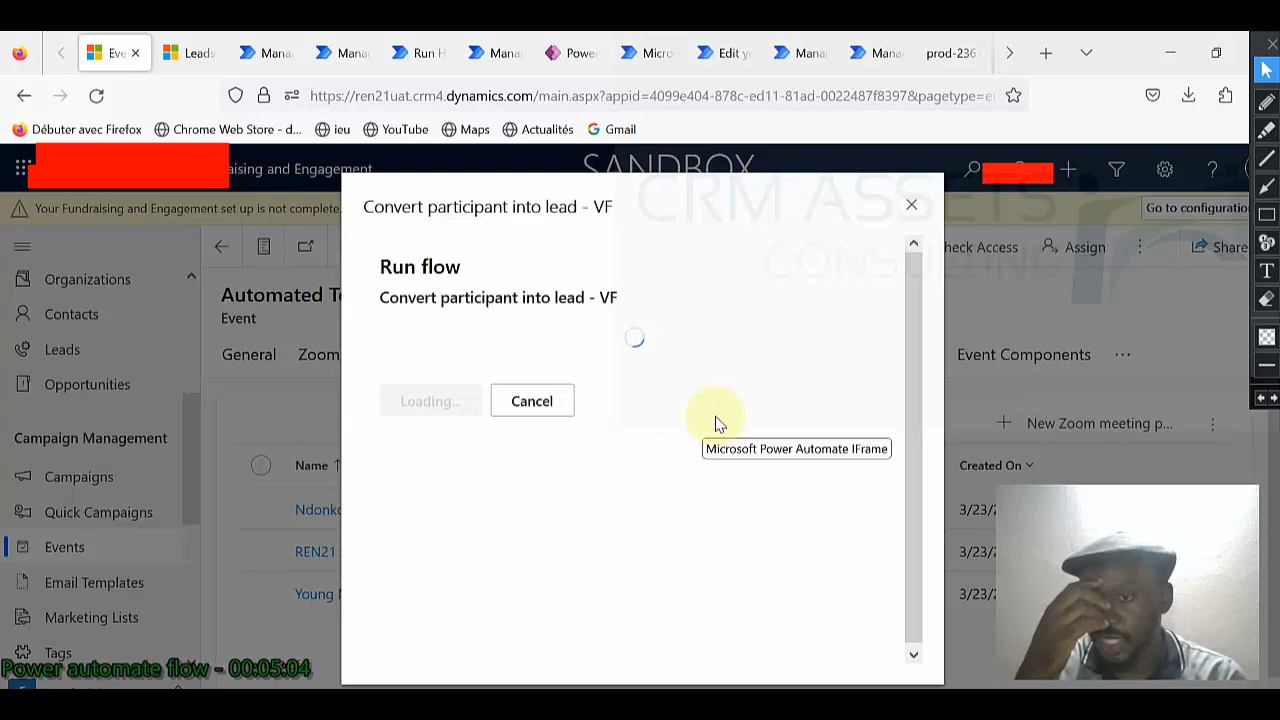 Eve
Leads
Mana
Mana
Run H
Mana
Power
Micro
Edit y
Mana
Mana
prod-236.
https://ren21uat.crm4.dynamics.com/main.aspx?appid=4099e404-878c-ed11-81ad-0022487f8397&pagetype=e
Débuter avec Firefox
Chrome Web Store - d...
ieu
YouTube
Maps
Actualités
Gmail
aising and Engagement
SANDBOX
CRM ASSETS
CONSULTING
Your Fundraising and Engagement set up is not complete.
Go to configuratio
Convert participant into lead - VF
heck Access
Assign
Share
Organizations
Contacts
Leads
Opportunities
Campaign Management
Campaigns
Quick Campaigns
Events
Email Templates
Marketing Lists
Tags
Automated T
Event
General
Zoom
Event Components
Run flow
Convert participant into lead - VF
Loading...
Cancel
Microsoft Power Automate IFrame
New Zoom meeting p...
Name
Created On
Ndonk
3/23/2
REN21
3/23/2
Young
3/23/2
Power automate flow - 00:05:04